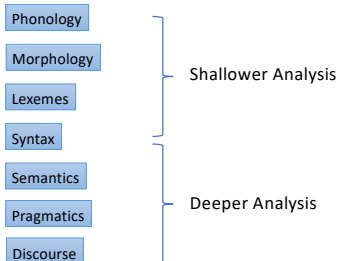 Phonology
Morphology
Shallower Analysis
Lexemes
Syntax
Semantics
Deeper Analysis
Pragmatics
Discourse